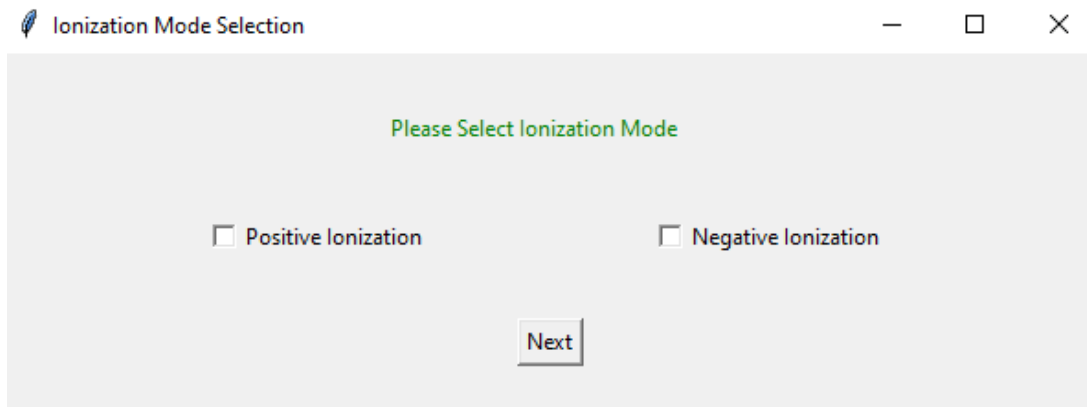 Ionization Mode Selection
Please Select Ionization Mode
Positive Ionization
Negative Ionization
Next